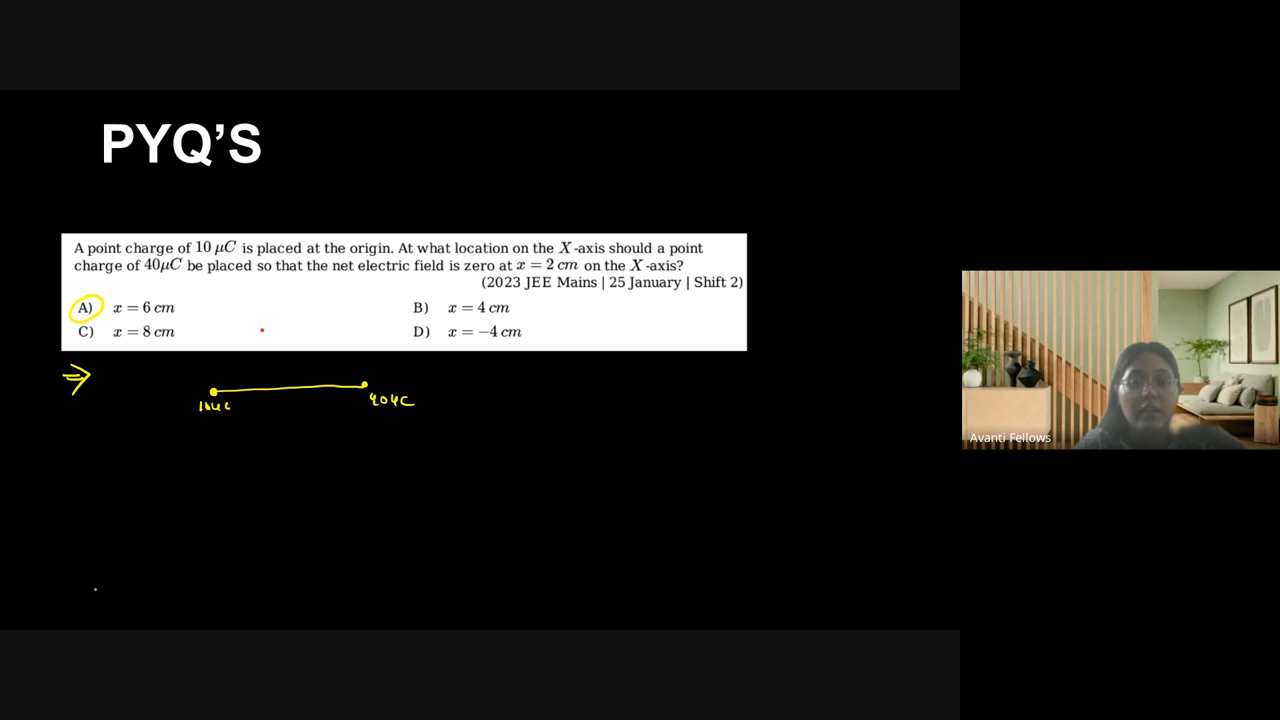 PYQ'S
A point charge of 10 μC is placed at the origin. At what location on the X-axis should a point
charge of 40μC be placed so that the net electric field is zero at x = 2 cm on the X-axis?
(2023 JEE Mains | 25 January | Shift 2)
A) x = 6 cm B) x = 4 cm
C) x = 8 cm D) x = −4 cm
10μC 40μC
Avanti Fellows